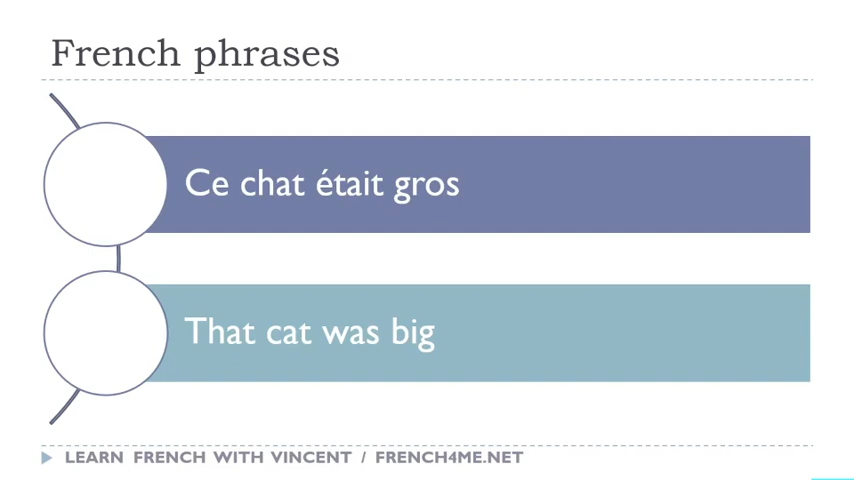 French phrases
Ce chat était gros
That cat was big
LEARN FRENCH WITH VINCENT / FRENCH4ME.NET